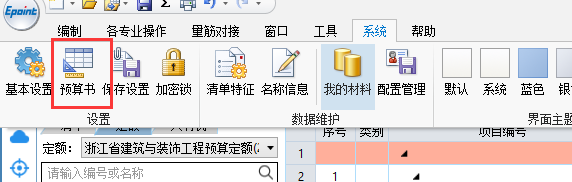 Epoint
编制 各专业操作 量筋对接 窗口 工具 系统 帮助
基本设置 预算书 保存设置 加密锁 清单特征 名称信息 我的材料 配置管理 默认 系统 蓝色
设置 数据维护 界面主题
序号 类别 项目编号
定额: 浙江省建筑与装饰工程预算定额(2
1
请输入编号或名称
2 1